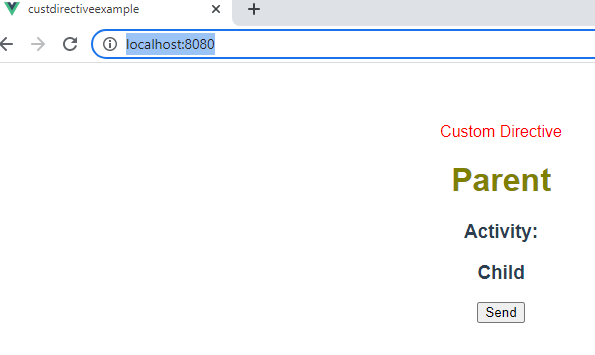 custdirectiveexample
localhost:8080
Custom Directive
Parent
Activity:
Child
Send